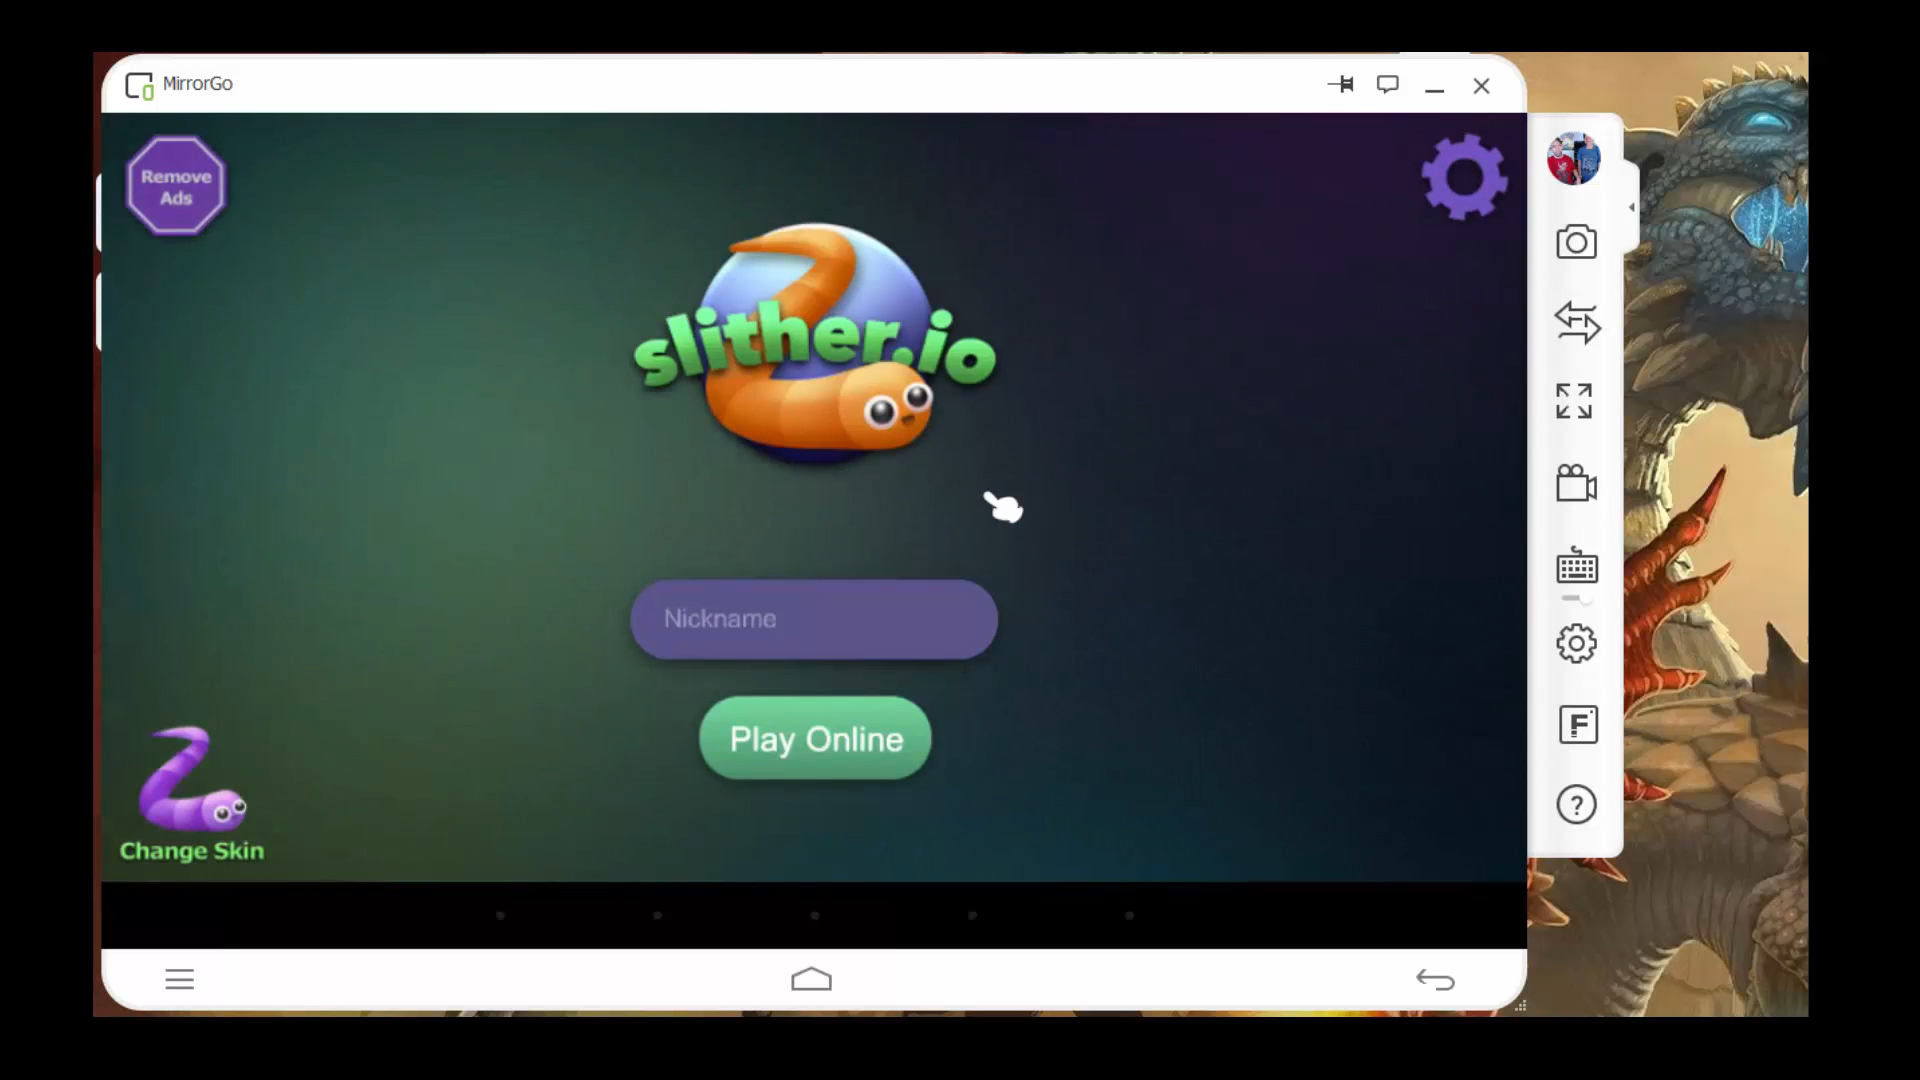 MirrorGo
Remove
Ads
slither.io
Nickname
Play Online
Change Skin
F
?